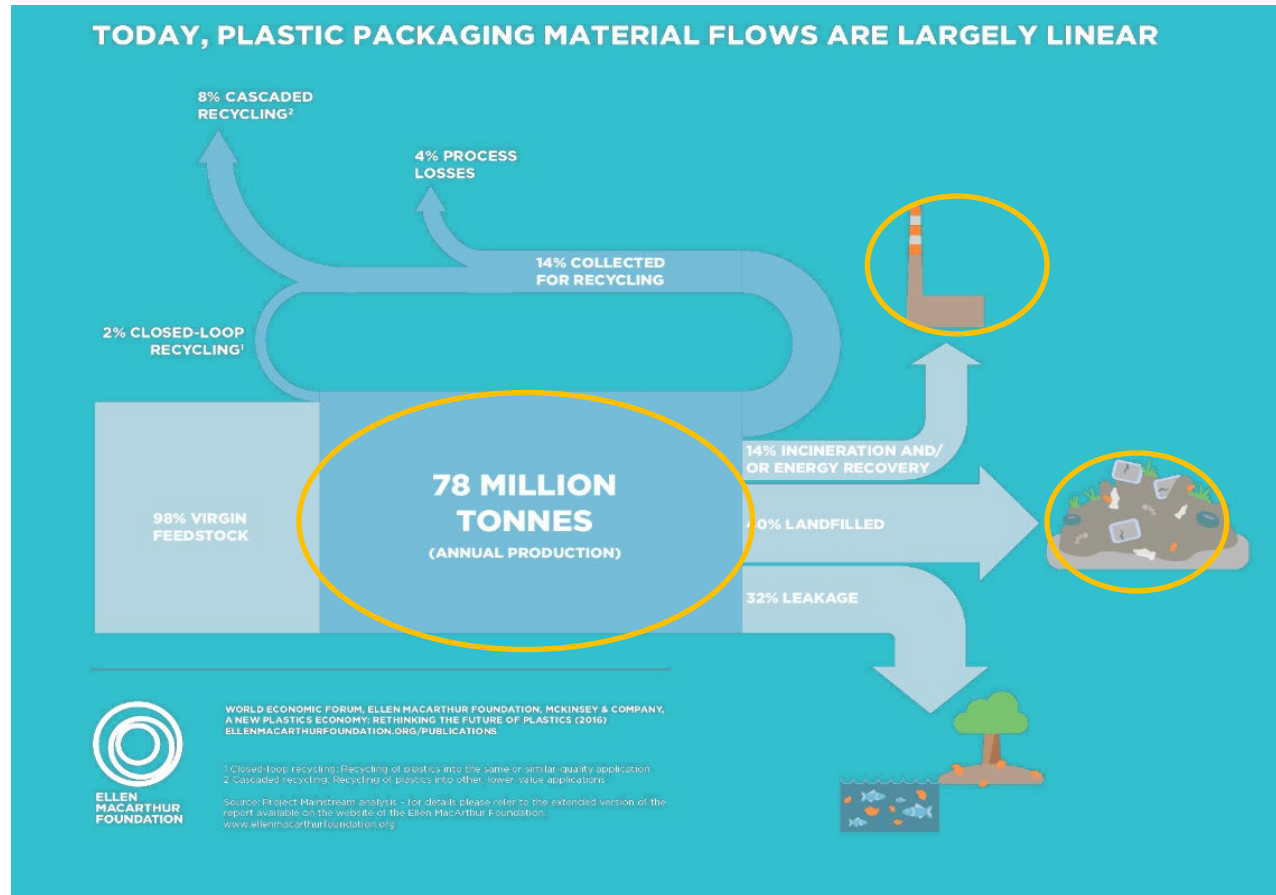 TODAY, PLASTIC PACKAGING MATERIAL FLOWS ARE LARGELY LINEAR
8% CASCADED
RECYCLING²
4% PROCESS
LOSSES
14% COLLECTED
FOR RECYCLING
2% CLOSED-LOOP
RECYCLING¹
14% INCINERATION AND/
OR ENERGY RECOVERY
78 MILLION
TONNES
(ANNUAL PRODUCTION)
98% VIRGIN
FEEDSTOCK
40% LANDFILLED
32% LEAKAGE
WORLD ECONOMIC FORUM, ELLEN MACARTHUR FOUNDATION, MCKINSEY & COMPANY,
A NEW PLASTICS ECONOMY: RETHINKING THE FUTURE OF PLASTICS (2016)
ELLENMACARTHURFOUNDATION.ORG/PUBLICATIONS
1 Closed-loop recycling: Recycling of plastics into the same or similar-quality application
2 Cascaded recycling: Recycling of plastics into other, lower-value applications
Source: Project Mainstream analysis – for details please refer to the extended version of the
report available on the website of the Ellen MacArthur Foundation:
www.ellenmacarthurfoundation.org
ELLEN
MACARTHUR
FOUNDATION